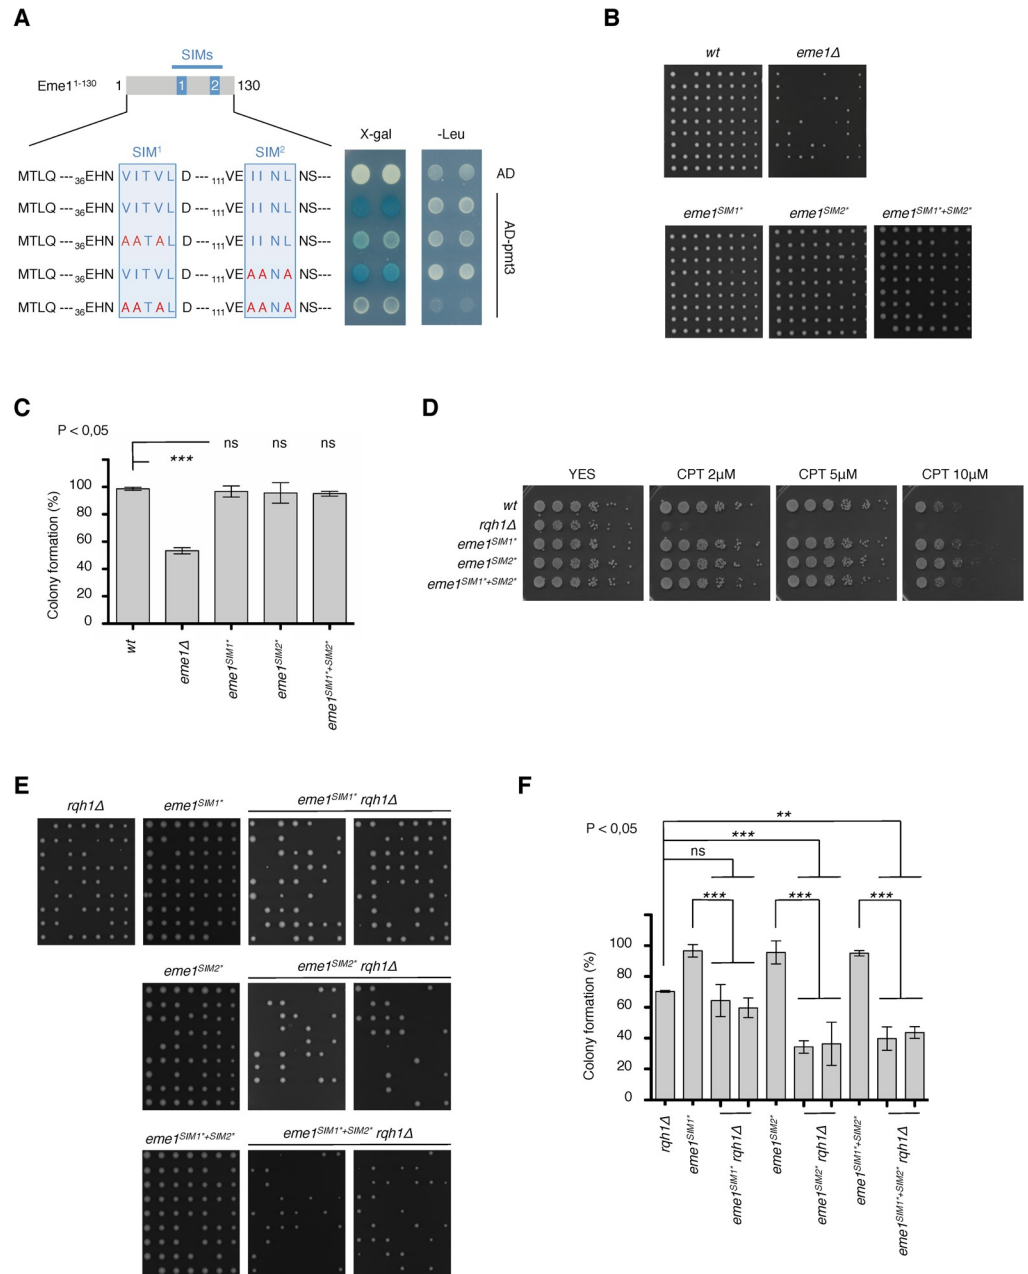 A
SIMs
Eme1¹⁻¹³⁰ 1 1 2 130
X-gal -Leu
SIM¹ SIM²
MTLQ --- ₃₆EHN VITVL D --- ₁₁₁VE IINL NS--- AD
MTLQ --- ₃₆EHN VITVL D --- ₁₁₁VE IINL NS---
MTLQ --- ₃₆EHN AATAL D --- ₁₁₁VE IINL NS---
MTLQ --- ₃₆EHN VITVL D --- ₁₁₁VE AANA NS---
MTLQ --- ₃₆EHN AATAL D --- ₁₁₁VE AANA NS---
AD-pmt3
B
wt eme1Δ
eme1SIM1* eme1SIM2* eme1SIM1*+SIM2*
C
P < 0,05
ns ns ns
***
Colony formation (%)
100
80
60
40
20
0
wt
eme1Δ
eme1SIM1*
eme1SIM2*
eme1SIM1*+SIM2*
D
YES CPT 2µM CPT 5µM CPT 10µM
wt
rqh1Δ
eme1SIM1*
eme1SIM2*
eme1SIM1*+SIM2*
E
rqh1Δ eme1SIM1* eme1SIM1* rqh1Δ
eme1SIM2* eme1SIM2* rqh1Δ
eme1SIM1*+SIM2* eme1SIM1*+SIM2* rqh1Δ
F
P < 0,05
**
***
ns
*** *** ***
Colony formation (%)
100
80
60
40
20
0
rqh1Δ
eme1SIM1*
eme1SIM1* rqh1Δ
eme1SIM2*
eme1SIM2* rqh1Δ
eme1SIM1*+SIM2*
eme1SIM1*+SIM2* rqh1Δ